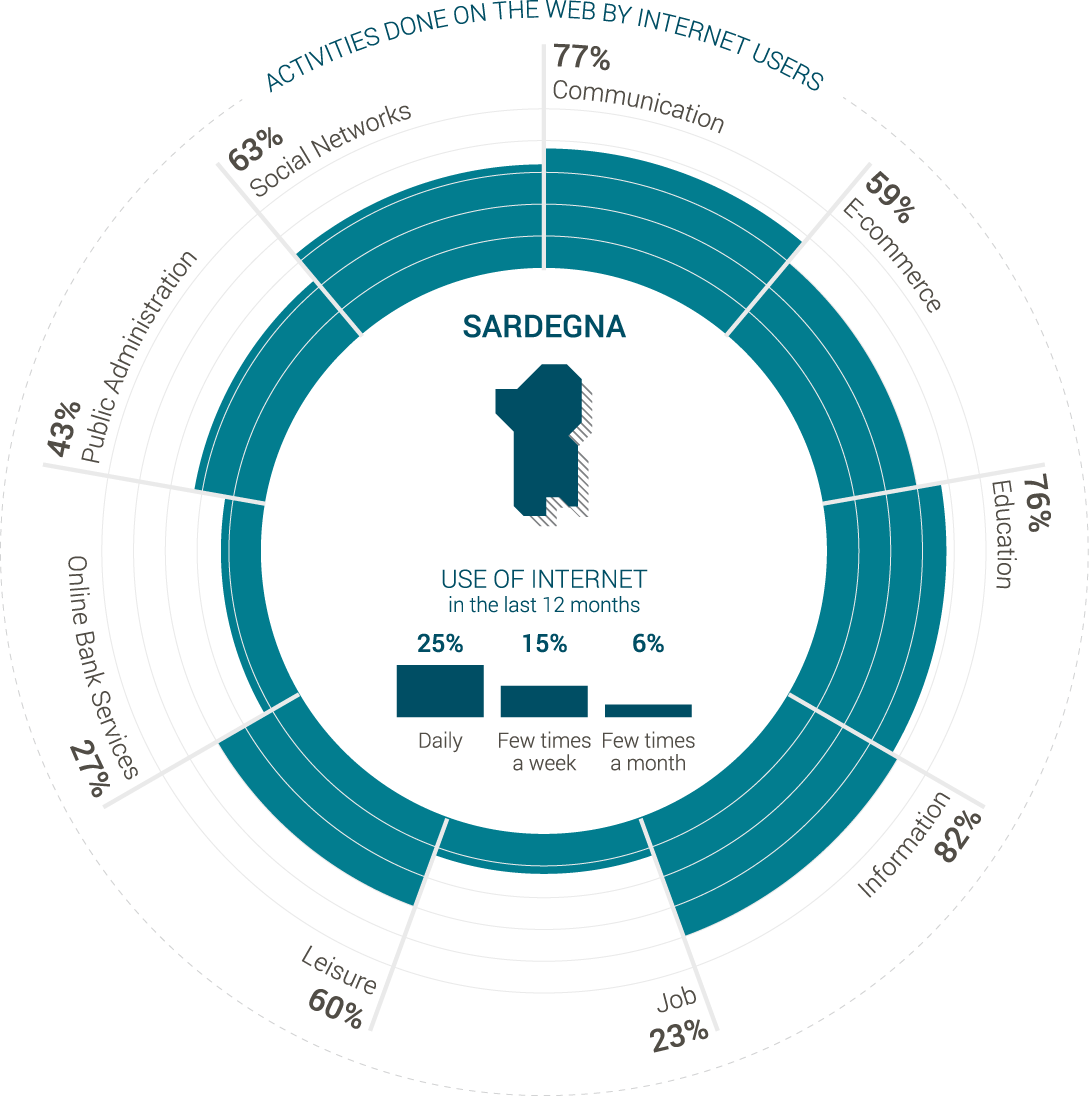 ACTIVITIES DONE ON THE WEB BY INTERNET USERS
77%
Communication
59%
E-commerce
76%
Education
Information
82%
Job
23%
Leisure
60%
Online Bank Services
27%
43%
Public Administration
63%
Social Networks
SARDEGNA
USE OF INTERNET
in the last 12 months
25% 15% 6%
Daily Few times Few times
a week a month